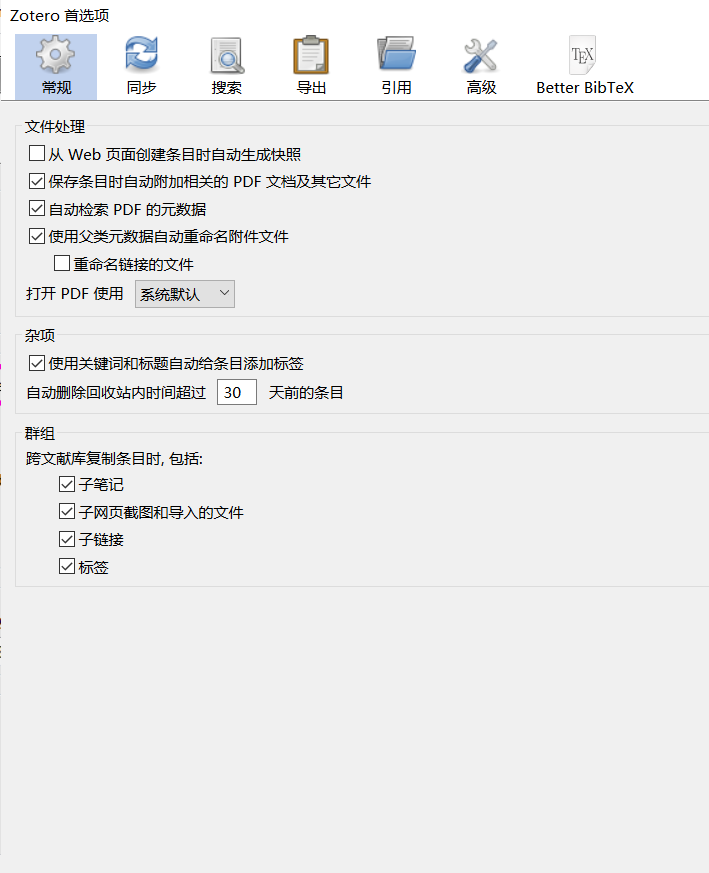 Zotero 首选项
常规 同步 搜索 导出 引用 高级 Better BibTeX
TEX
文件处理
从 Web 页面创建条目时自动生成快照
保存条目时自动附加相关的 PDF 文档及其它文件
自动检索 PDF 的元数据
使用父类元数据自动重命名附件文件
重命名链接的文件
打开 PDF 使用 系统默认
杂项
使用关键词和标题自动给条目添加标签
自动删除回收站内时间超过 30 天前的条目
群组
跨文献库复制条目时, 包括:
子笔记
子网页截图和导入的文件
子链接
标签